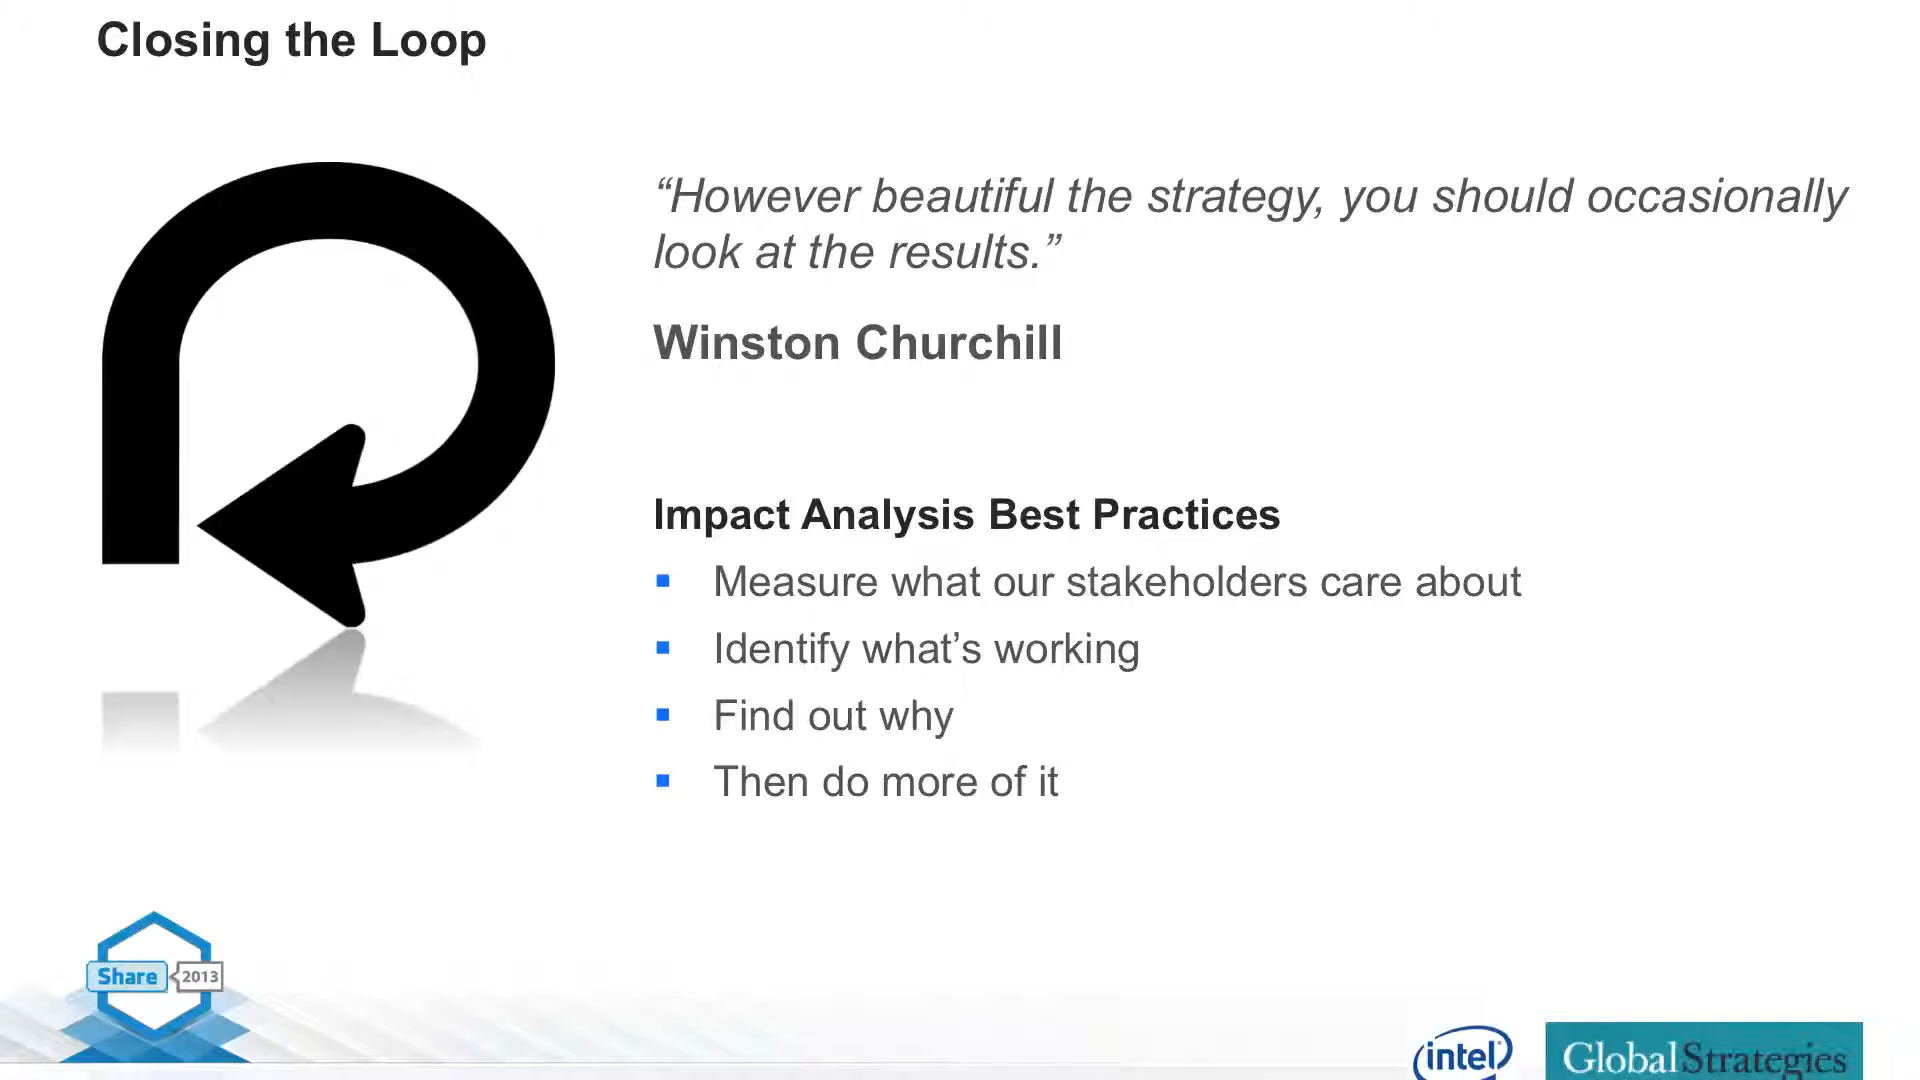 Closing the Loop
“However beautiful the strategy, you should occasionally
look at the results.”
Winston Churchill
Impact Analysis Best Practices
▪ Measure what our stakeholders care about
▪ Identify what’s working
▪ Find out why
▪ Then do more of it
Share 2013
intel
Global Strategies